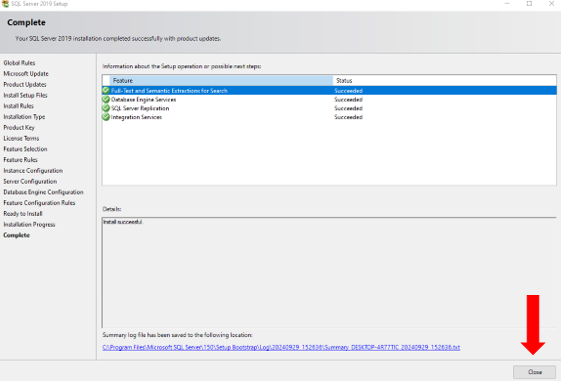 SQL Server 2019 Setup
Complete
Your SQL Server 2019 installation completed successfully with product updates.
Global Rules
Microsoft Update
Product Updates
Install Setup Files
Install Rules
Installation Type
Product Key
License Terms
Feature Selection
Feature Rules
Instance Configuration
Server Configuration
Database Engine Configuration
Feature Configuration Rules
Ready to Install
Installation Progress
Complete
Information about the Setup operation or possible next steps:
Feature Status
Full-Text and Semantic Extractions for Search Succeeded
Database Engine Services Succeeded
SQL Server Replication Succeeded
Integration Services Succeeded
Details:
Install successful.
Summary log file has been saved to the following location:
C:\Program Files\Microsoft SQL Server\150\Setup Bootstrap\Log\20240929_152636\Summary_DESKTOP-4R77TIC_20240929_152636.txt
Close